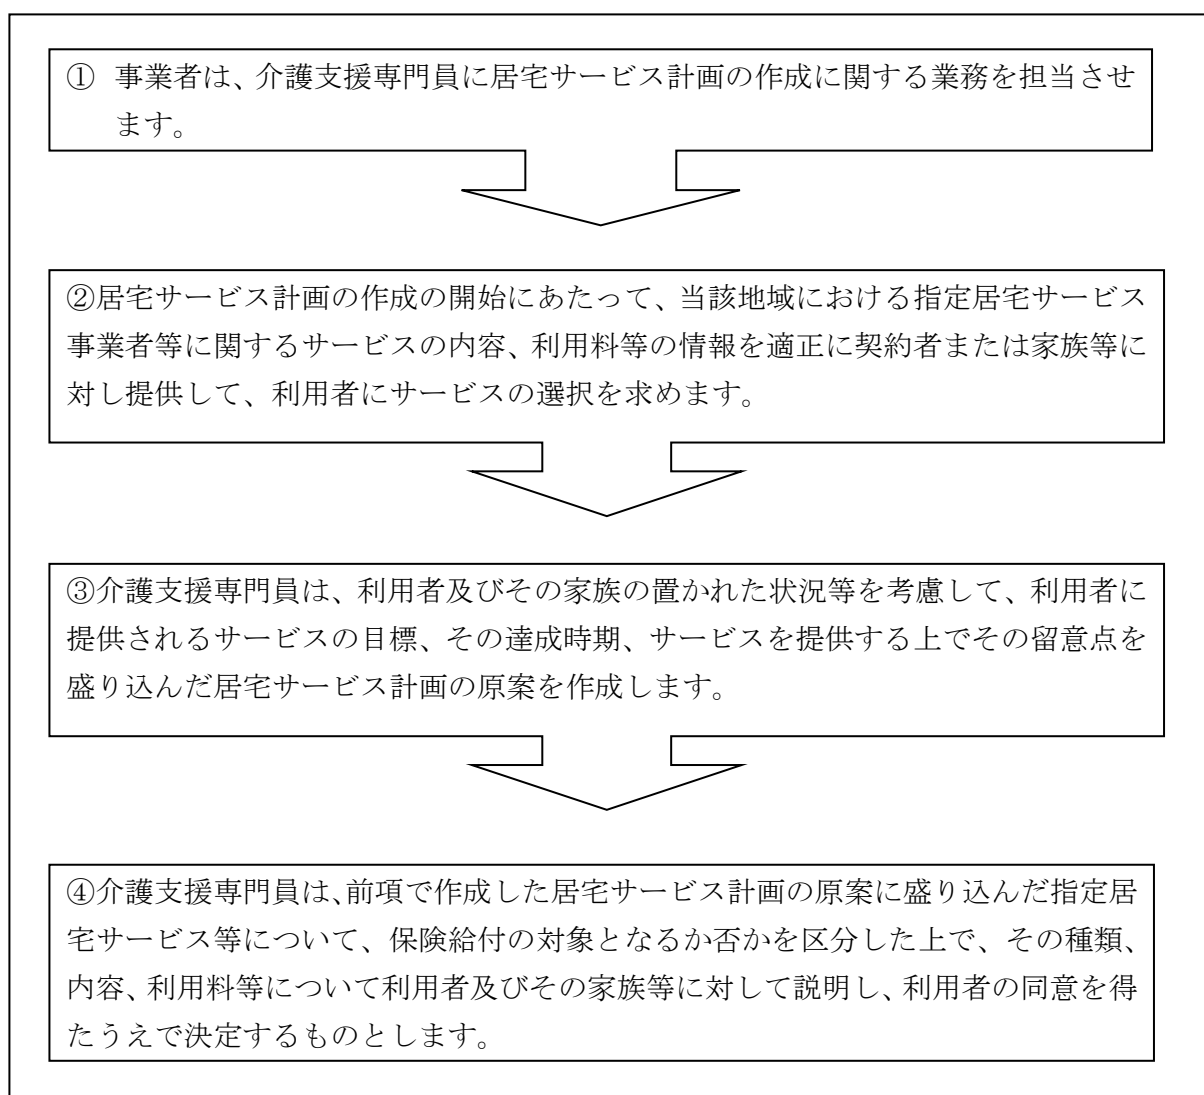 ① 事業者は、介護支援専門員に居宅サービス計画の作成に関する業務を担当させ
ます。
②居宅サービス計画の作成の開始にあたって、当該地域における指定居宅サービス
事業者等に関するサービスの内容、利用料等の情報を適正に契約者または家族等に
対し提供して、利用者にサービスの選択を求めます。
③介護支援専門員は、利用者及びその家族の置かれた状況等を考慮して、利用者に
提供されるサービスの目標、その達成時期、サービスを提供する上でその留意点を
盛り込んだ居宅サービス計画の原案を作成します。
④介護支援専門員は、前項で作成した居宅サービス計画の原案に盛り込んだ指定居
宅サービス等について、保険給付の対象となるか否かを区分した上で、その種類、
内容、利用料等について利用者及びその家族等に対して説明し、利用者の同意を得
たうえで決定するものとします。